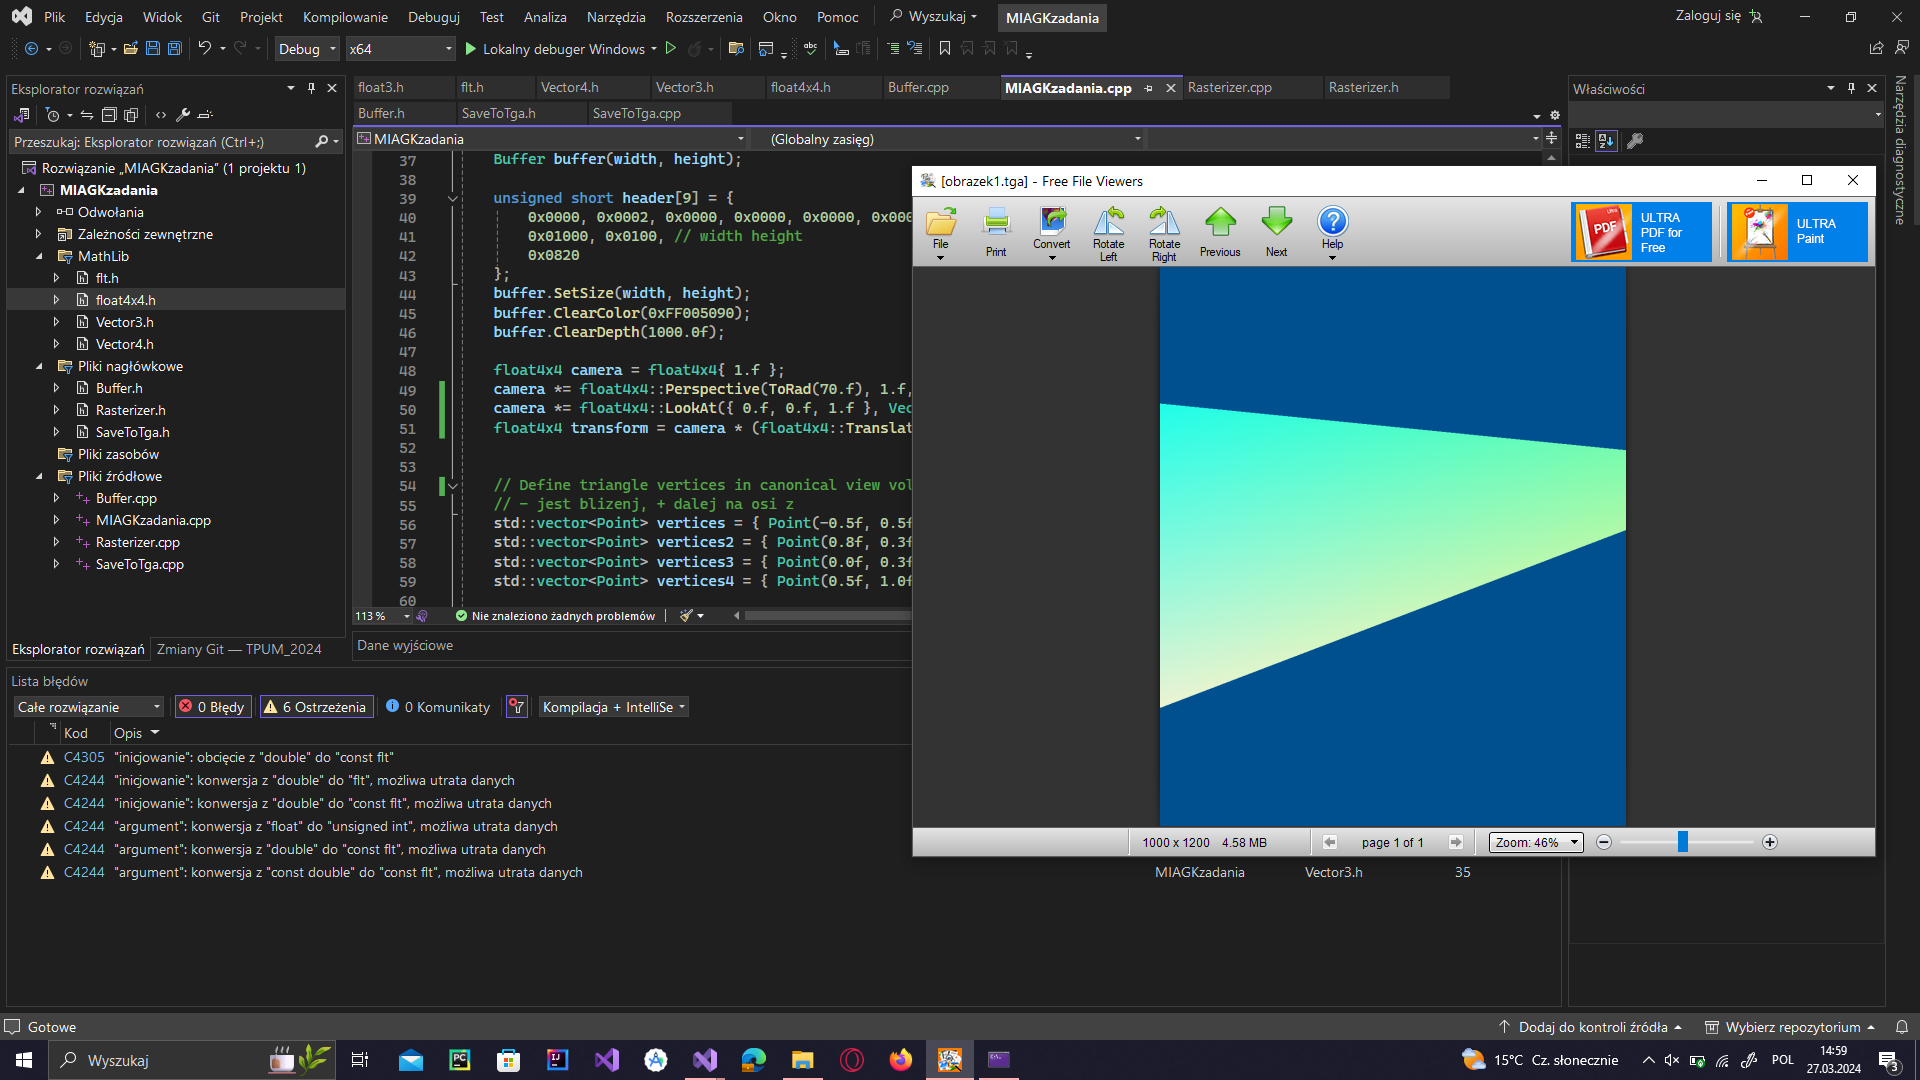 Plik Edycja Widok Git Projekt Kompilowanie Debuguj Test Analiza Narzędzia Rozszerzenia Okno Pomoc Wyszukaj MIAGKzadania Zaloguj się
Debug x64 Lokalny debuger Windows
Eksplorator rozwiązań
Przeszukaj: Eksplorator rozwiązań (Ctrl+;)
Rozwiązanie „MIAGKzadania” (1 projektu 1)
MIAGKzadania
Odwołania
Zależności zewnętrzne
MathLib
flt.h
float4x4.h
Vector3.h
Vector4.h
Pliki nagłówkowe
Buffer.h
Rasterizer.h
SaveToTga.h
Pliki zasobów
Pliki źródłowe
Buffer.cpp
MIAGKzadania.cpp
Rasterizer.cpp
SaveToTga.cpp
Eksplorator rozwiązań Zmiany Git — TPUM_2024
float3.h flt.h Vector4.h Vector3.h float4x4.h Buffer.cpp MIAGKzadania.cpp Rasterizer.cpp Rasterizer.h
Buffer.h SaveToTga.h SaveToTga.cpp
MIAGKzadania (Globalny zasięg)
37 Buffer buffer(width, height);
38
39 unsigned short header[9] = {
40 0x0000, 0x0002, 0x0000, 0x0000, 0x0000, 0x000
41 0x01000, 0x0100, // width height
42 0x0820
43 };
44 buffer.SetSize(width, height);
45 buffer.ClearColor(0xFF005090);
46 buffer.ClearDepth(1000.0f);
47
48 float4x4 camera = float4x4{ 1.f };
49 camera *= float4x4::Perspective(ToRad(70.f), 1.f,
50 camera *= float4x4::LookAt({ 0.f, 0.f, 1.f }, Vec
51 float4x4 transform = camera * (float4x4::Translat
52
53
54 // Define triangle vertices in canonical view vol
55 // - jest blizenj, + dalej na osi z
56 std::vector<Point> vertices = { Point(-0.5f, 0.5f
57 std::vector<Point> vertices2 = { Point(0.8f, 0.3f
58 std::vector<Point> vertices3 = { Point(0.0f, 0.3f
59 std::vector<Point> vertices4 = { Point(0.5f, 1.0f
60
113 % Nie znaleziono żadnych problemów
Dane wyjściowe
Właściwości
Narzędzia diagnostyczne
[obrazek1.tga] - Free File Viewers
File Print Convert Rotate Left Rotate Right Previous Next Help
ULTRA PDF for Free
PDF
ULTRA Paint
1000 x 1200 4.58 MB page 1 of 1 Zoom: 46%
Lista błędów
Całe rozwiązanie 0 Błędy 6 Ostrzeżenia 0 Komunikaty Kompilacja + IntelliSe
Kod Opis
C4305 "inicjowanie": obcięcie z "double" do "const flt"
C4244 "inicjowanie": konwersja z "double" do "flt", możliwa utrata danych
C4244 "inicjowanie": konwersja z "double" do "const flt", możliwa utrata danych
C4244 "argument": konwersja z "float" do "unsigned int", możliwa utrata danych
C4244 "argument": konwersja z "double" do "const flt", możliwa utrata danych
C4244 "argument": konwersja z "const double" do "const flt", możliwa utrata danych MIAGKzadania Vector3.h 35
Gotowe Dodaj do kontroli źródła Wybierz repozytorium
Wyszukaj 15°C Cz. słonecznie POL 14:59
27.03.2024 3